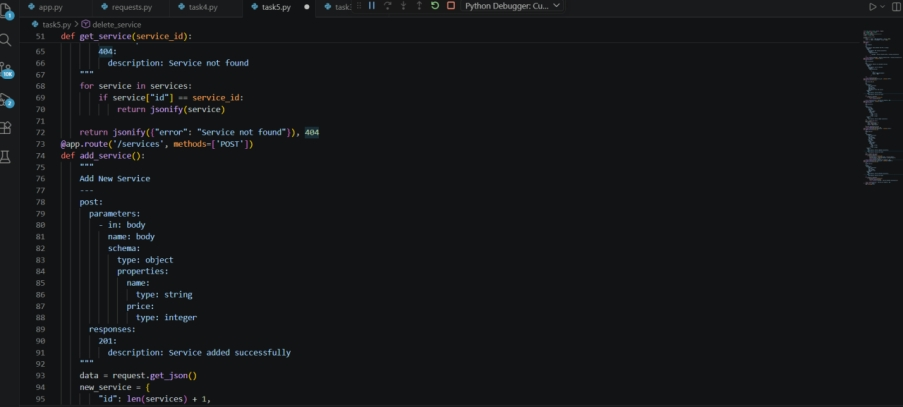 app.py requests.py task4.py task5.py task: Python Debugger: Cu...
task5.py > delete_service
51 def get_service(service_id):
65 404:
66 description: Service not found
67 """
68 for service in services:
69 if service["id"] == service_id:
70 return jsonify(service)
71
72 return jsonify({"error": "Service not found"}), 404
73 @app.route('/services', methods=['POST'])
74 def add_service():
75 """
76 Add New Service
77 ---
78 post:
79 parameters:
80 - in: body
81 name: body
82 schema:
83 type: object
84 properties:
85 name:
86 type: string
87 price:
88 type: integer
89 responses:
90 201:
91 description: Service added successfully
92 """
93 data = request.get_json()
94 new_service = {
95 "id": len(services) + 1,
1
10K
2